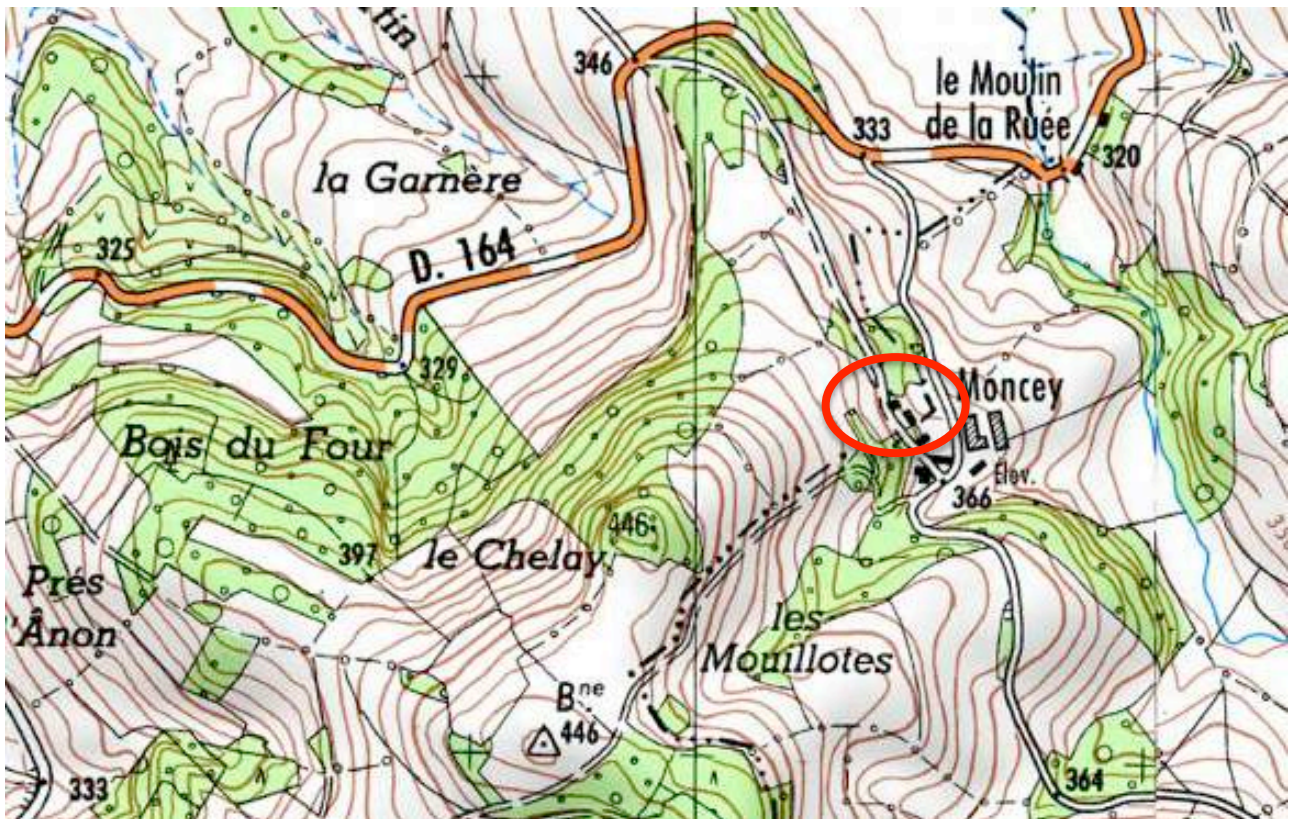 346
le Moulin
de la Ruée
333
320
la Garnère
D. 164
325
329
Moncey
Bois du Four
Élev.
366
446
397
le Chelay
Prés
'Ânon
les
Mouillotes
Bne
446
333
364